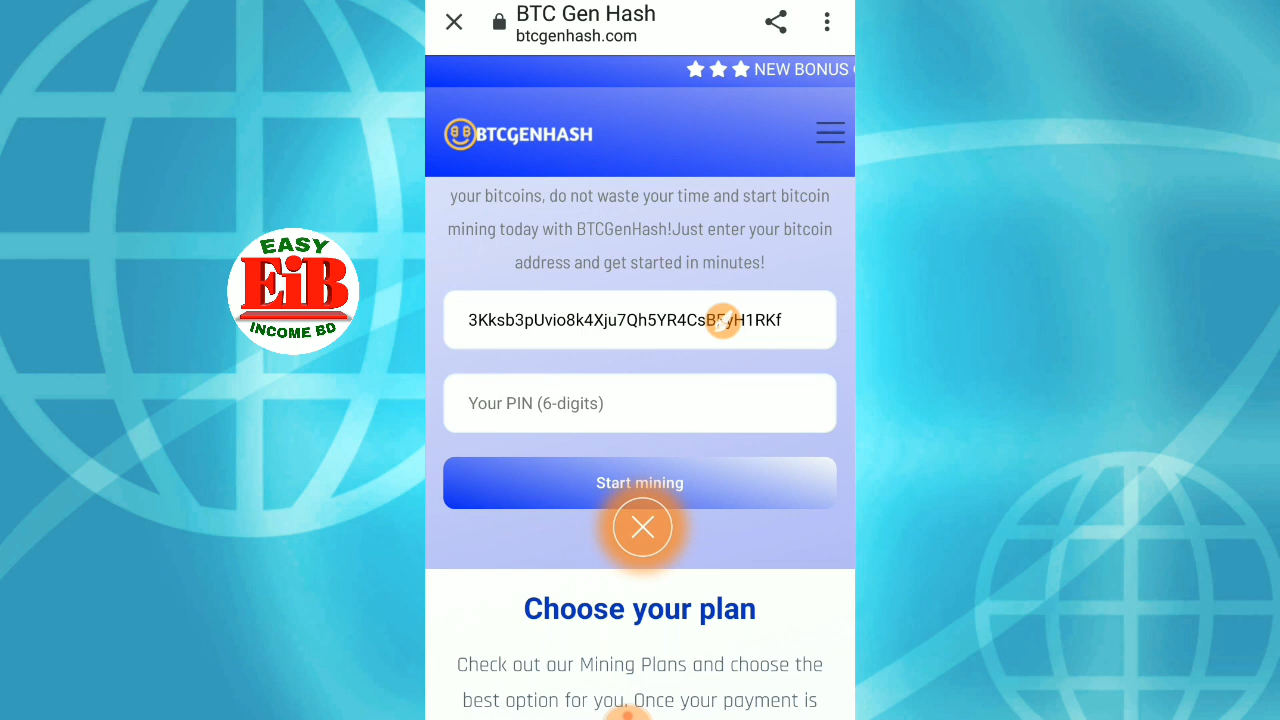 BTC Gen Hash
btcgenhash.com
NEW BONUS
BTCGENHASH
your bitcoins, do not waste your time and start bitcoin
mining today with BTCGenHash!Just enter your bitcoin
address and get started in minutes!
3Kksb3pUvio8k4Xju7Qh5YR4CsB5yH1RKf
Your PIN (6-digits)
Start mining
Choose your plan
Check out our Mining Plans and choose the
best option for you. Once your payment is
EASY
EiB
INCOME BD